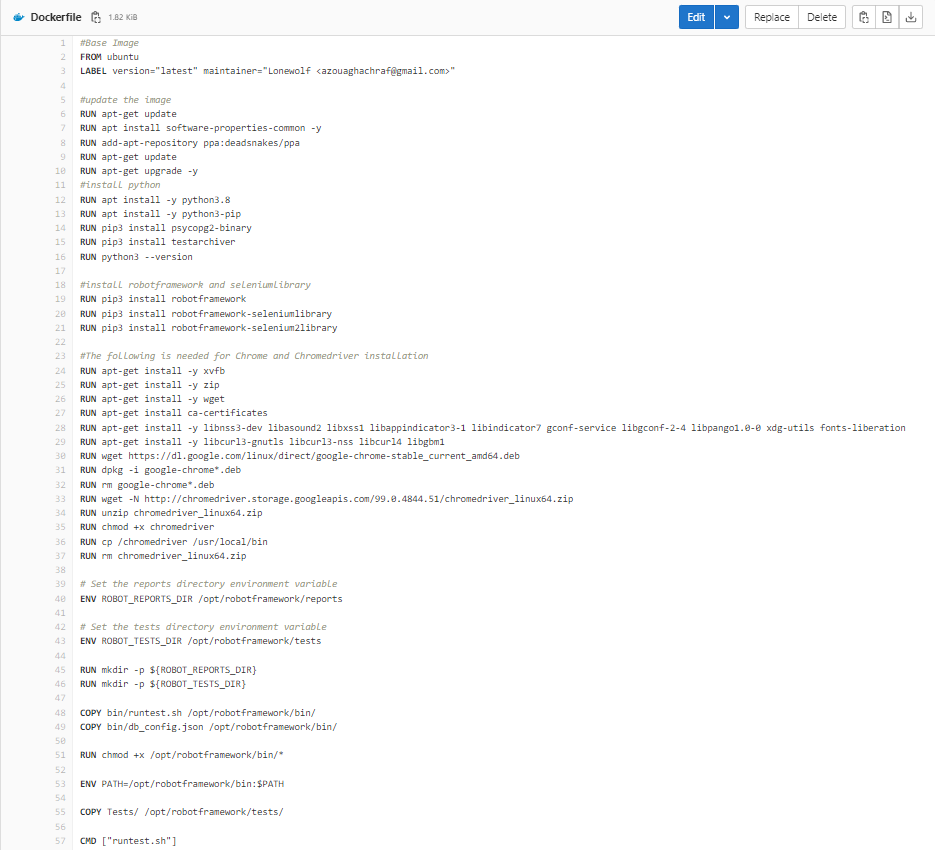 Dockerfile 1.82 KiB Edit Replace Delete
1 #Base Image
2 FROM ubuntu
3 LABEL version="latest" maintainer="Lonewolf <azouaghachraf@gmail.com>"
4
5 #update the image
6 RUN apt-get update
7 RUN apt install software-properties-common -y
8 RUN add-apt-repository ppa:deadsnakes/ppa
9 RUN apt-get update
10 RUN apt-get upgrade -y
11 #install python
12 RUN apt install -y python3.8
13 RUN apt install -y python3-pip
14 RUN pip3 install psycopg2-binary
15 RUN pip3 install testarchiver
16 RUN python3 --version
17
18 #install robotframework and seleniumlibrary
19 RUN pip3 install robotframework
20 RUN pip3 install robotframework-seleniumlibrary
21 RUN pip3 install robotframework-selenium2library
22
23 #The following is needed for Chrome and Chromedriver installation
24 RUN apt-get install -y xvfb
25 RUN apt-get install -y zip
26 RUN apt-get install -y wget
27 RUN apt-get install ca-certificates
28 RUN apt-get install -y libnss3-dev libasound2 libxss1 libappindicator3-1 libindicator7 gconf-service libgconf-2-4 libpango1.0-0 xdg-utils fonts-liberation
29 RUN apt-get install -y libcurl3-gnutls libcurl3-nss libcurl4 libgbm1
30 RUN wget https://dl.google.com/linux/direct/google-chrome-stable_current_amd64.deb
31 RUN dpkg -i google-chrome*.deb
32 RUN rm google-chrome*.deb
33 RUN wget -N http://chromedriver.storage.googleapis.com/99.0.4844.51/chromedriver_linux64.zip
34 RUN unzip chromedriver_linux64.zip
35 RUN chmod +x chromedriver
36 RUN cp /chromedriver /usr/local/bin
37 RUN rm chromedriver_linux64.zip
38
39 # Set the reports directory environment variable
40 ENV ROBOT_REPORTS_DIR /opt/robotframework/reports
41
42 # Set the tests directory environment variable
43 ENV ROBOT_TESTS_DIR /opt/robotframework/tests
44
45 RUN mkdir -p ${ROBOT_REPORTS_DIR}
46 RUN mkdir -p ${ROBOT_TESTS_DIR}
47
48 COPY bin/runtest.sh /opt/robotframework/bin/
49 COPY bin/db_config.json /opt/robotframework/bin/
50
51 RUN chmod +x /opt/robotframework/bin/*
52
53 ENV PATH=/opt/robotframework/bin:$PATH
54
55 COPY Tests/ /opt/robotframework/tests/
56
57 CMD ["runtest.sh"]